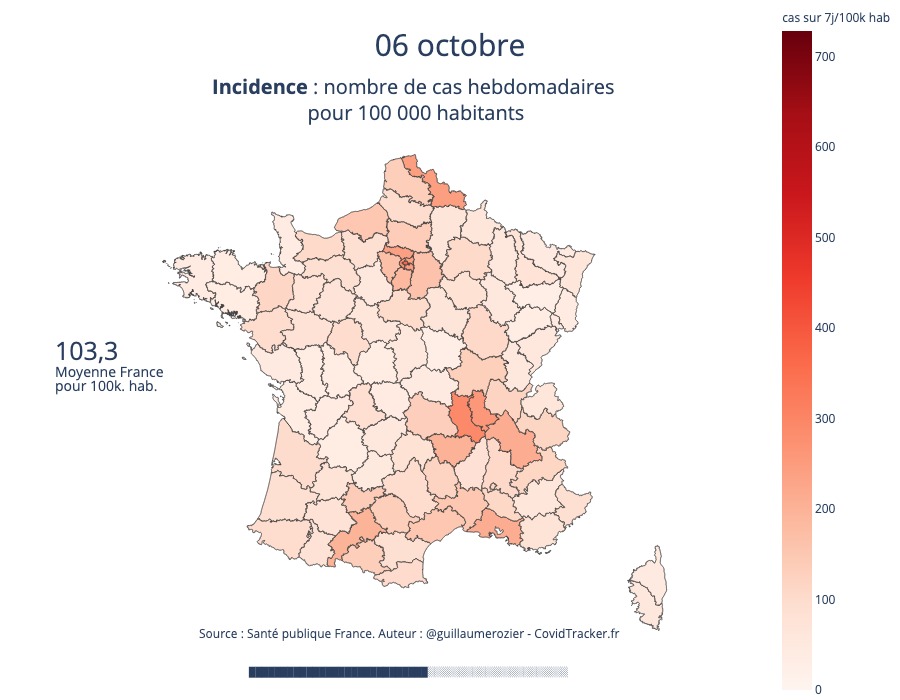 cas sur 7j/100k hab
06 octobre
Incidence : nombre de cas hebdomadaires
pour 100 000 habitants
700
600
500
400
300
200
100
0
103,3
Moyenne France
pour 100k. hab.
Source : Santé publique France. Auteur : @guillaumerozier - CovidTracker.fr